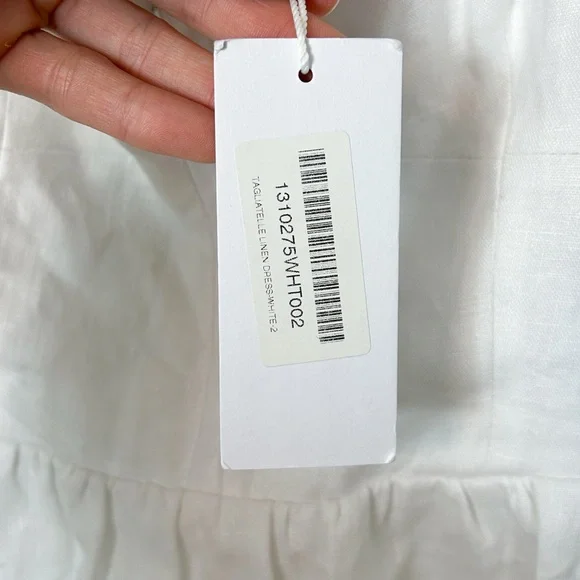 1310275WHT002
TAGLIATELLE LINEN DRESS-WHITE-2